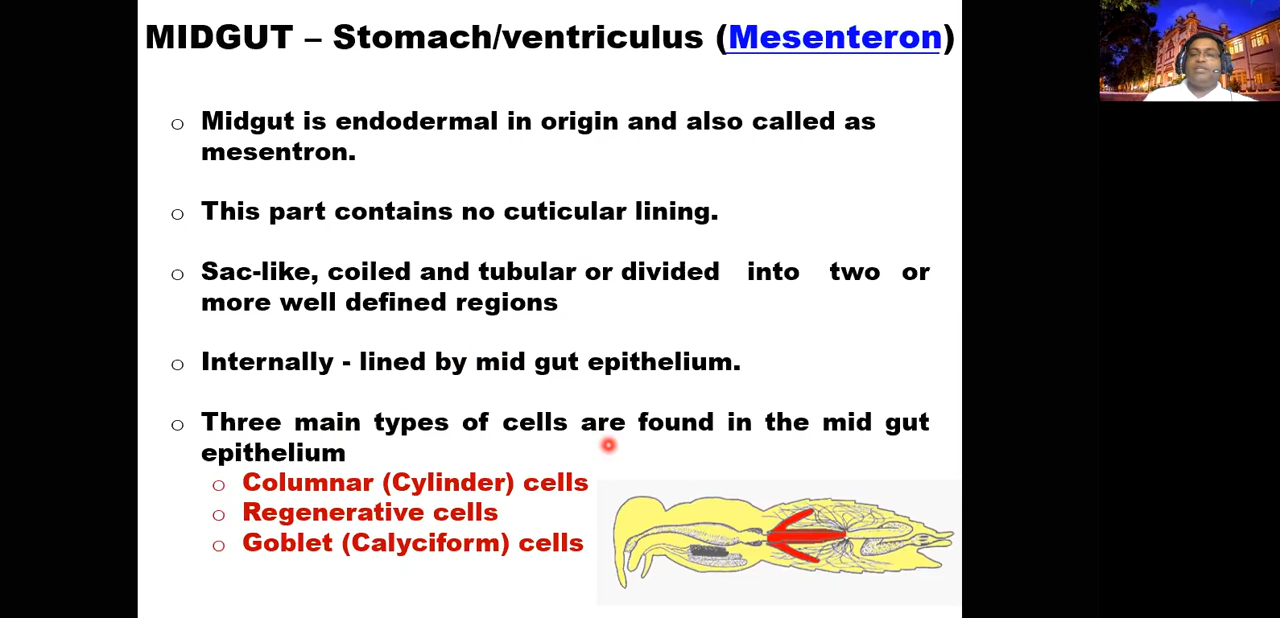 MIDGUT – Stomach/ventriculus (Mesenteron)
○ Midgut is endodermal in origin and also called as
mesentron.
○ This part contains no cuticular lining.
○ Sac-like, coiled and tubular or divided into two or
more well defined regions
○ Internally - lined by mid gut epithelium.
○ Three main types of cells are found in the mid gut
epithelium
○ Columnar (Cylinder) cells
○ Regenerative cells
○ Goblet (Calyciform) cells